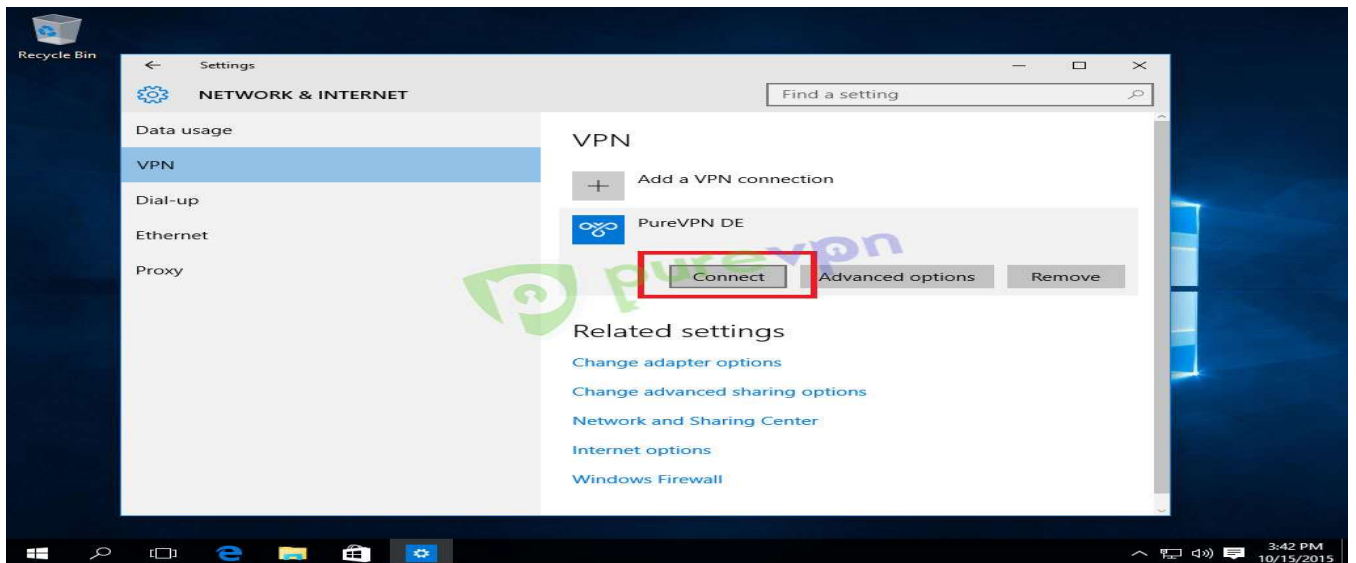 Recycle Bin
Settings
NETWORK & INTERNET
Find a setting
Data usage
VPN
Dial-up
Ethernet
Proxy
VPN
Add a VPN connection
PureVPN DE
purevpn
Connect
Advanced options
Remove
Related settings
Change adapter options
Change advanced sharing options
Network and Sharing Center
Internet options
Windows Firewall
3:42 PM
10/15/2015